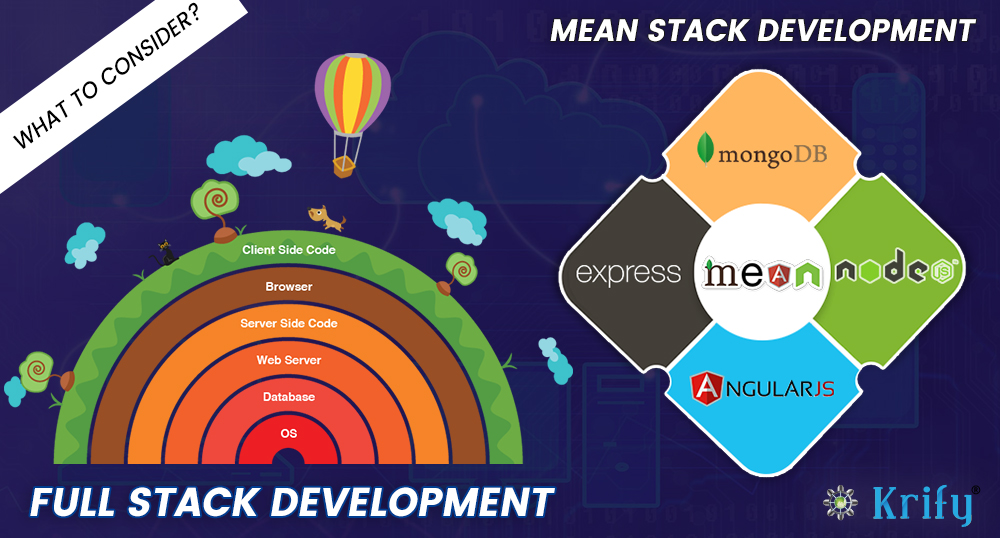 WHAT TO CONSIDER?
MEAN STACK DEVELOPMENT
Client Side Code
Browser
Server Side Code
Web Server
Database
OS
mongoDB
express
mean
node JS™
ANGULARJS
FULL STACK DEVELOPMENT
Krify®